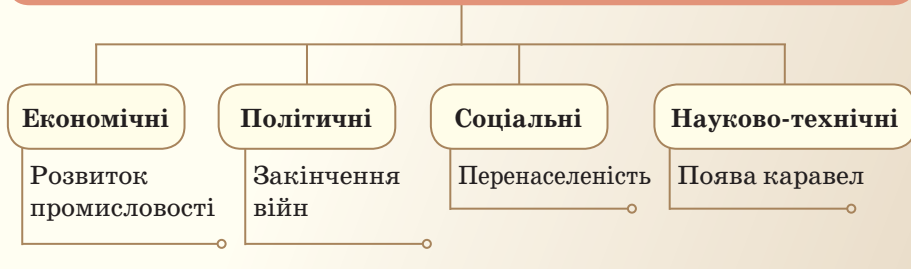 Економічні
Розвиток
промисловості
Політичні
Закінчення
війн
Соціальні
Перенаселеність
Науково-технічні
Поява каравел